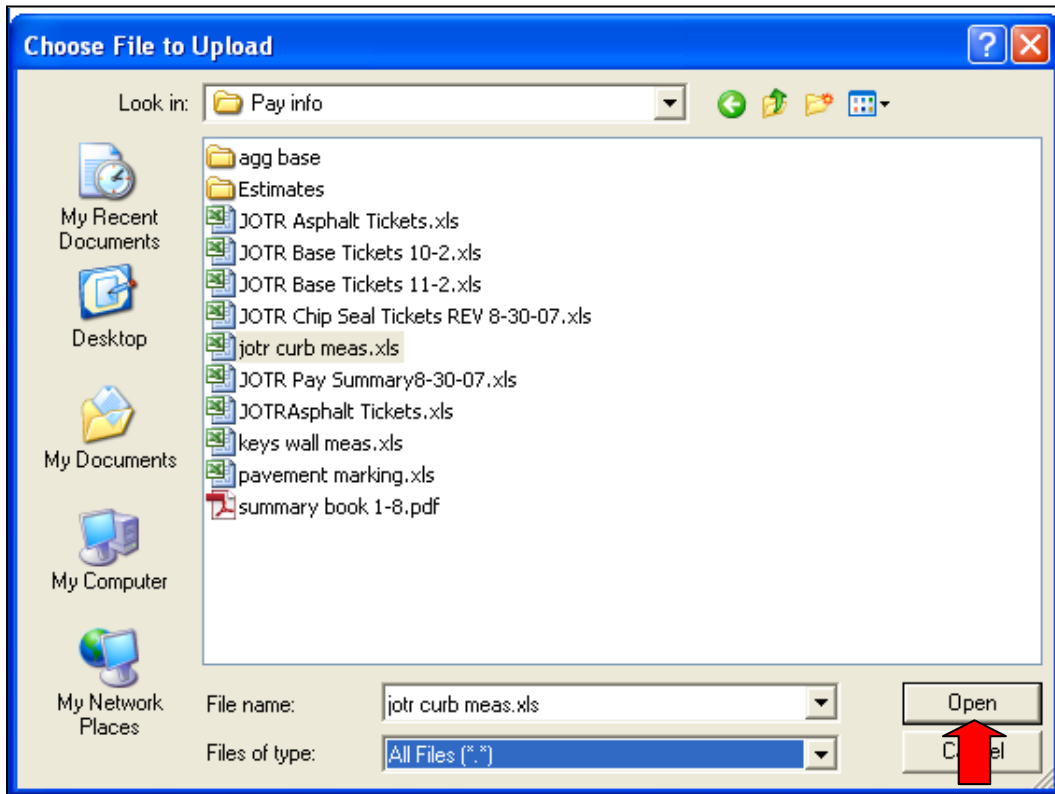 Choose File to Upload
Look in: Pay info
My Recent
Documents
Desktop
My Documents
My Computer
My Network
Places
agg base
Estimates
JOTR Asphalt Tickets.xls
JOTR Base Tickets 10-2.xls
JOTR Base Tickets 11-2.xls
JOTR Chip Seal Tickets REV 8-30-07.xls
jotr curb meas.xls
JOTR Pay Summary8-30-07.xls
JOTRAsphalt Tickets.xls
keys wall meas.xls
pavement marking.xls
summary book 1-8.pdf
File name: jotr curb meas.xls Open
Files of type: All Files (*.*)